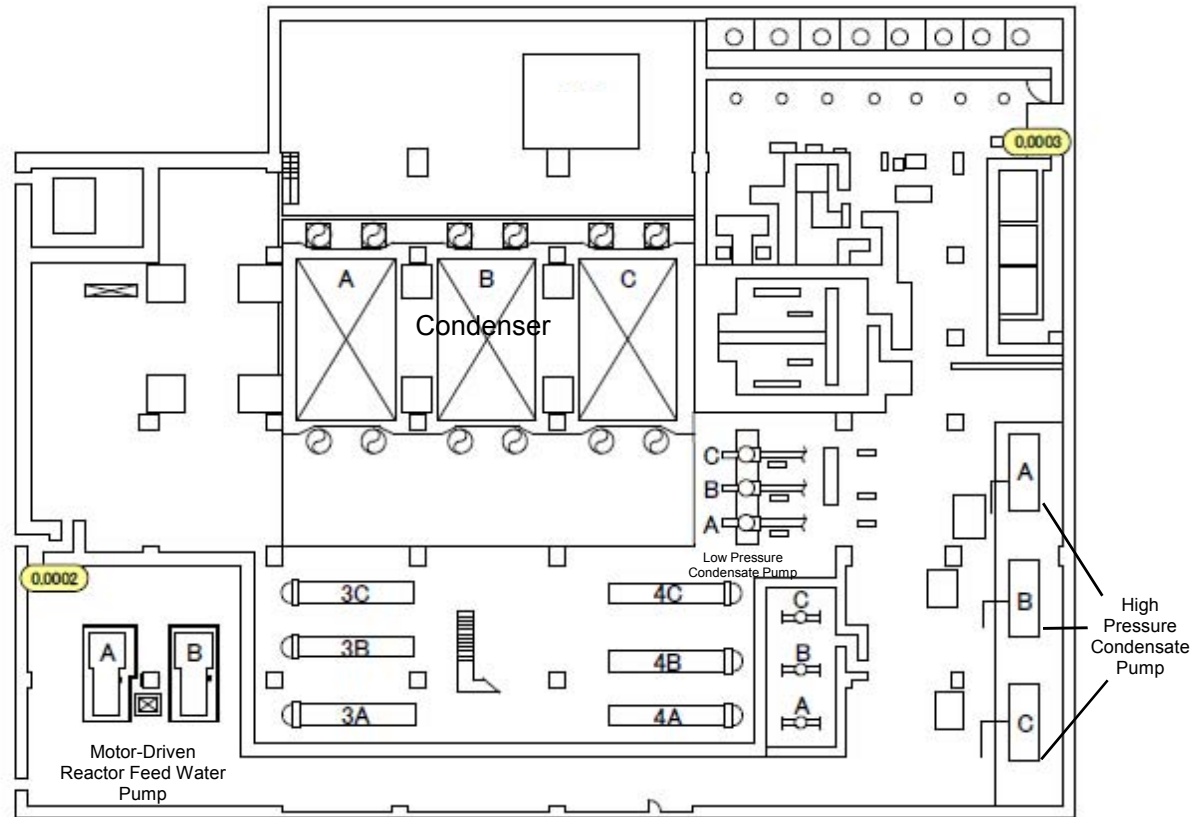 0.0003
A
B
C
Condenser
C
B
A
Low Pressure
Condensate Pump
A
B
C
High
Pressure
Condensate
Pump
0.0002
A
B
Motor-Driven
Reactor Feed Water
Pump
3C
3B
3A
4C
4B
4A
C
B
A